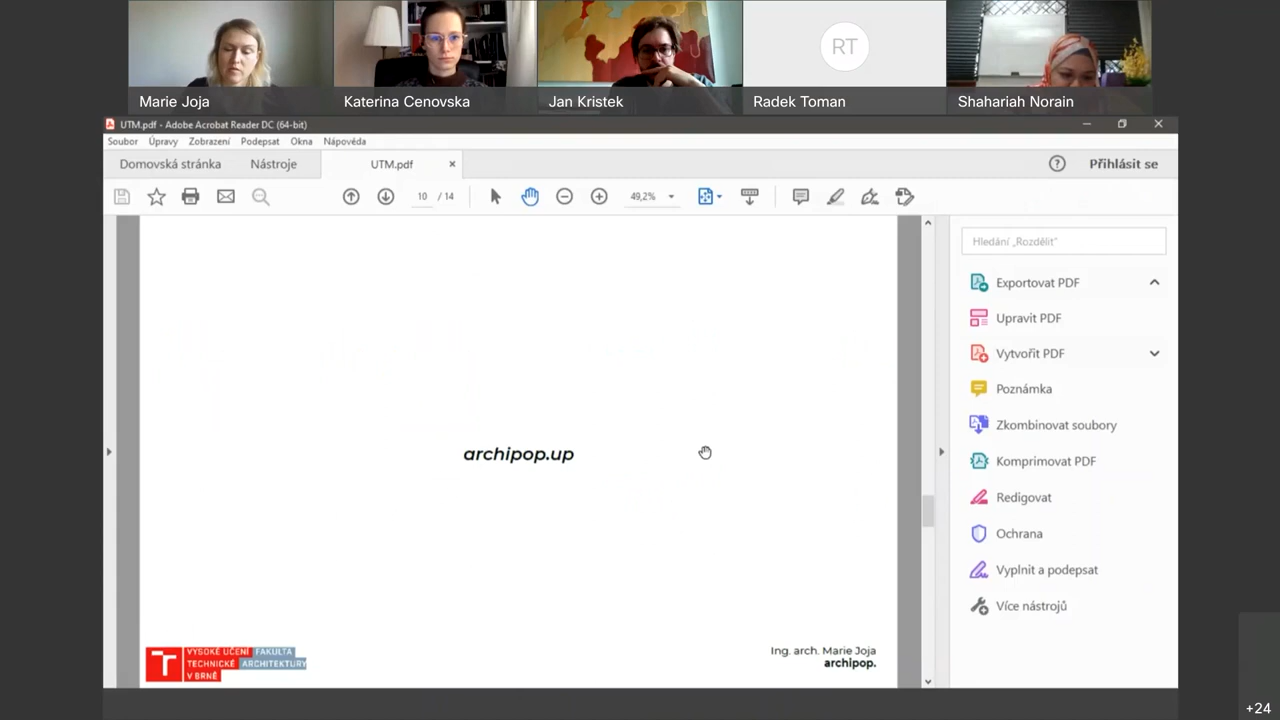 RT
Marie Joja
Katerina Cenovska
Jan Kristek
Radek Toman
Shahariah Norain
UTM.pdf - Adobe Acrobat Reader DC (64-bit)
Soubor Úpravy Zobrazení Podepsat Okna Nápověda
Domovská stránka Nástroje UTM.pdf Přihlásit se
10 / 14 49,2%
Hledání „Rozdělit"
Exportovat PDF
Upravit PDF
Vytvořit PDF
Poznámka
Zkombinovat soubory
Komprimovat PDF
Redigovat
Ochrana
Vyplnit a podepsat
Více nástrojů
archipop.up
VYSOKÉ UČENÍ FAKULTA
TECHNICKÉ ARCHITEKTURY
V BRNĚ
Ing. arch. Marie Joja
archipop.
+24